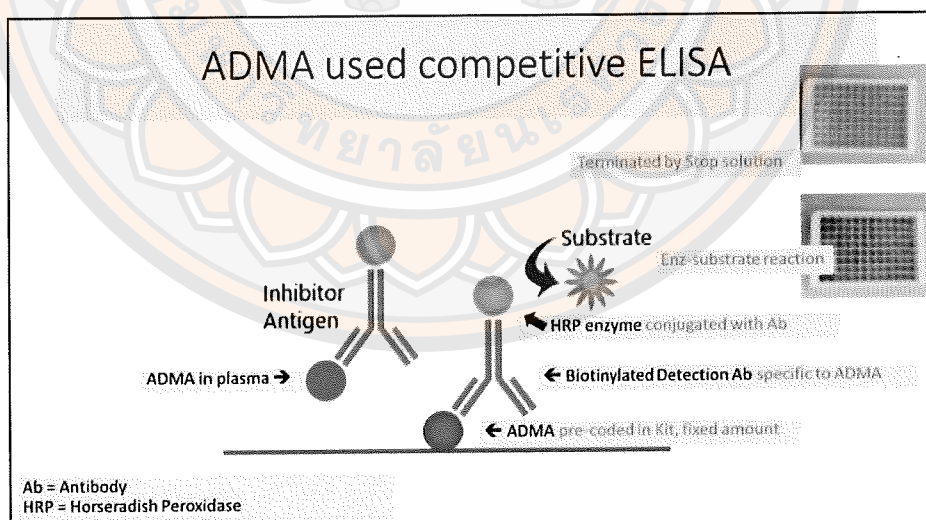 ADMA used competitive ELISA
Terminated by Stop solution
Substrate
Enz-substrate reaction
Inhibitor
Antigen
HRP enzyme conjugated with Ab
ADMA in plasma →
← Biotinylated Detection Ab specific to ADMA
← ADMA pre-coded in Kit, fixed amount
Ab = Antibody
HRP = Horseradish Peroxidase